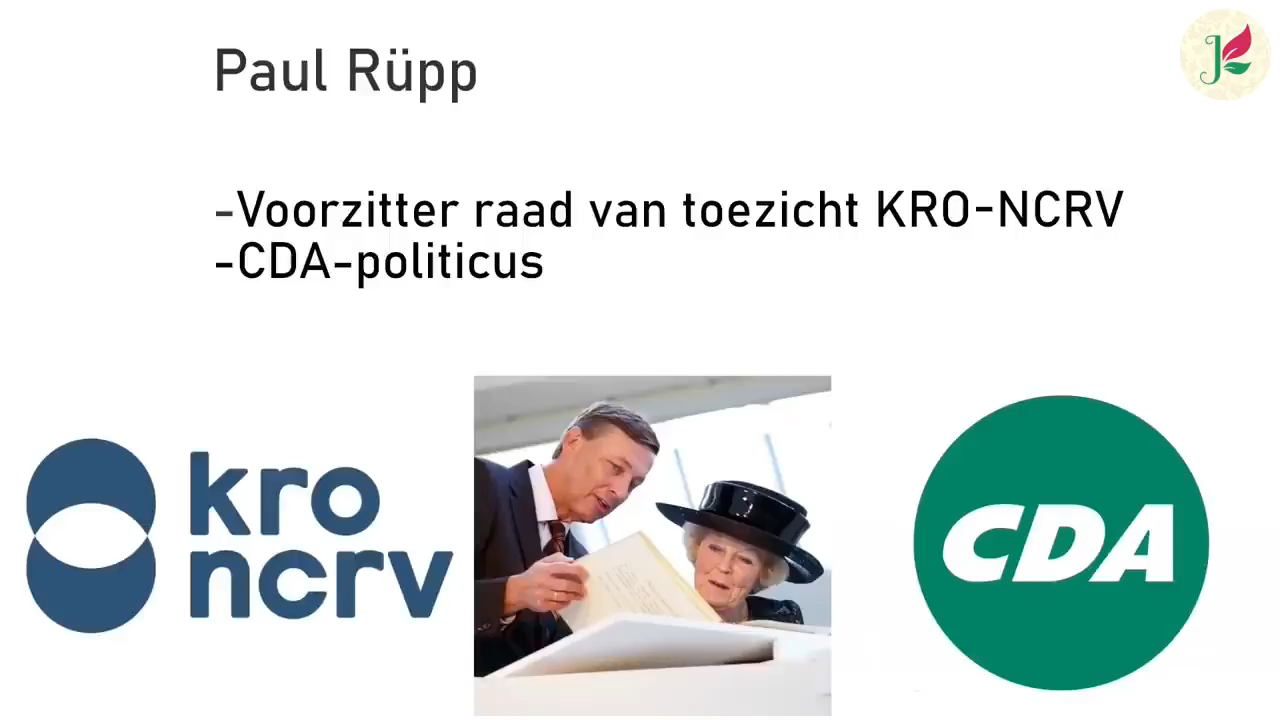 Paul Rüpp
-Voorzitter raad van toezicht KRO-NCRV
-CDA-politicus
kro
ncrv
CDA